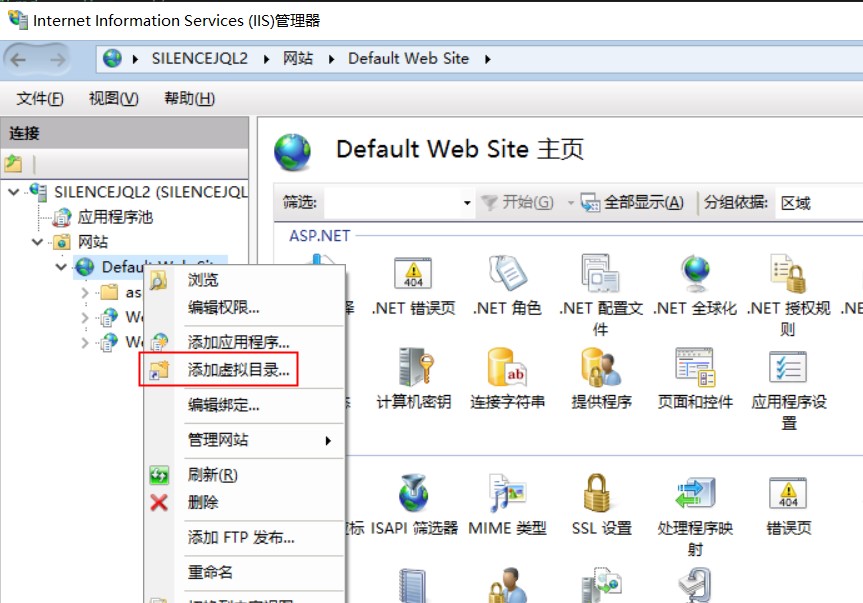 Internet Information Services (IIS)管理器
SILENCEJQL2 网站 Default Web Site
文件(F) 视图(V) 帮助(H)
连接
SILENCEJQL2 (SILENCEJQL
应用程序池
网站
Default Web Sit
as
We
We
浏览
编辑权限...
添加应用程序...
添加虚拟目录...
编辑绑定...
管理网站
刷新(R)
删除
添加 FTP 发布...
重命名
Default Web Site 主页
筛选: 开始(G) 全部显示(A) 分组依据: 区域
ASP.NET
.NET 错误页 .NET 角色 .NET 配置文 .NET 全球化 .NET 授权规 .NE
件 则
计算机密钥 连接字符串 提供程序 页面和控件 应用程序设
置
标 ISAPI 筛选器 MIME 类型 SSL 设置 处理程序映 错误页
射
404
404
ab